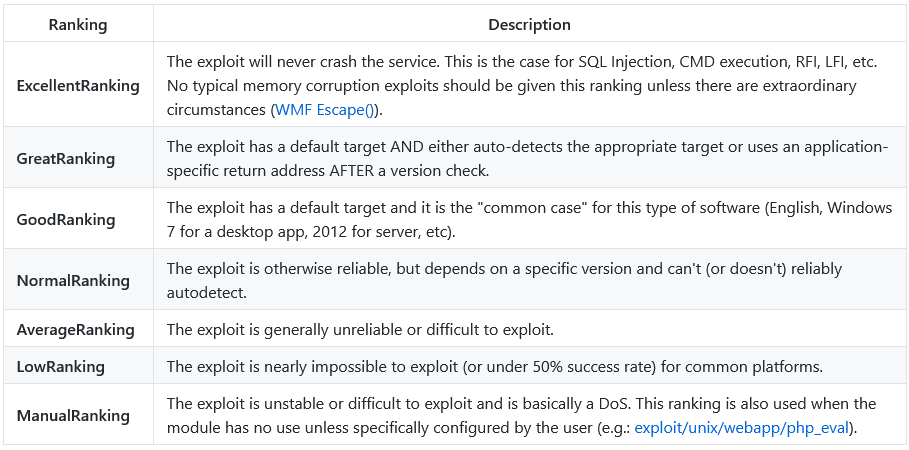 Ranking Description
The exploit will never crash the service. This is the case for SQL Injection, CMD execution, RFI, LFI, etc.
ExcellentRanking No typical memory corruption exploits should be given this ranking unless there are extraordinary
circumstances (WMF Escape()).
GreatRanking The exploit has a default target AND either auto-detects the appropriate target or uses an application-
specific return address AFTER a version check.
GoodRanking The exploit has a default target and it is the "common case" for this type of software (English, Windows
7 for a desktop app, 2012 for server, etc).
NormalRanking The exploit is otherwise reliable, but depends on a specific version and can't (or doesn't) reliably
autodetect.
AverageRanking The exploit is generally unreliable or difficult to exploit.
LowRanking The exploit is nearly impossible to exploit (or under 50% success rate) for common platforms.
ManualRanking The exploit is unstable or difficult to exploit and is basically a DoS. This ranking is also used when the
module has no use unless specifically configured by the user (e.g.: exploit/unix/webapp/php_eval).